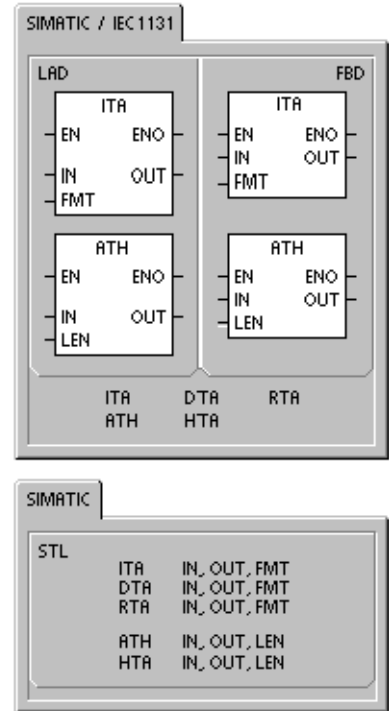 SIMATIC / IEC1131
LAD FBD
ITA
EN ENO
IN OUT
FMT
ITA
EN ENO
IN OUT
FMT
ATH
EN ENO
IN OUT
LEN
ATH
EN ENO
IN OUT
LEN
ITA DTA RTA
ATH HTA
SIMATIC
STL
ITA IN, OUT, FMT
DTA IN, OUT, FMT
RTA IN, OUT, FMT
ATH IN, OUT, LEN
HTA IN, OUT, LEN